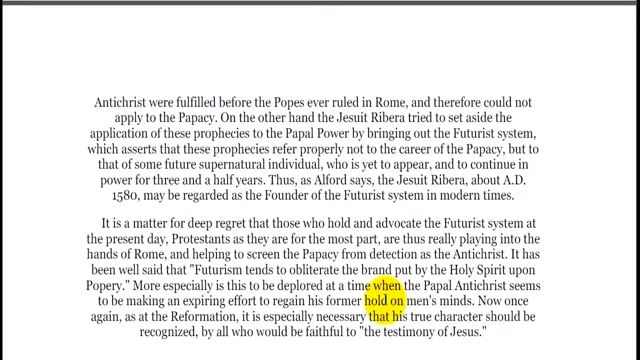 Antichrist were fulfilled before the Popes ever ruled in Rome, and therefore could not
apply to the Papacy. On the other hand the Jesuit Ribera tried to set aside the
application of these prophecies to the Papal Power by bringing out the Futurist system,
which asserts that these prophecies refer properly not to the career of the Papacy, but to
that of some future supernatural individual, who is yet to appear, and to continue in
power for three and a half years. Thus, as Alford says, the Jesuit Ribera, about A.D.
1580, may be regarded as the Founder of the Futurist system in modern times.
It is a matter for deep regret that those who hold and advocate the Futurist system at
the present day, Protestants as they are for the most part, are thus really playing into the
hands of Rome, and helping to screen the Papacy from detection as the Antichrist. It has
been well said that "Futurism tends to obliterate the brand put by the Holy Spirit upon
Popery." More especially is this to be deplored at a time when the Papal Antichrist seems
to be making an expiring effort to regain his former hold on men's minds. Now once
again, as at the Reformation, it is especially necessary that his true character should be
recognized, by all who would be faithful to "the testimony of Jesus."